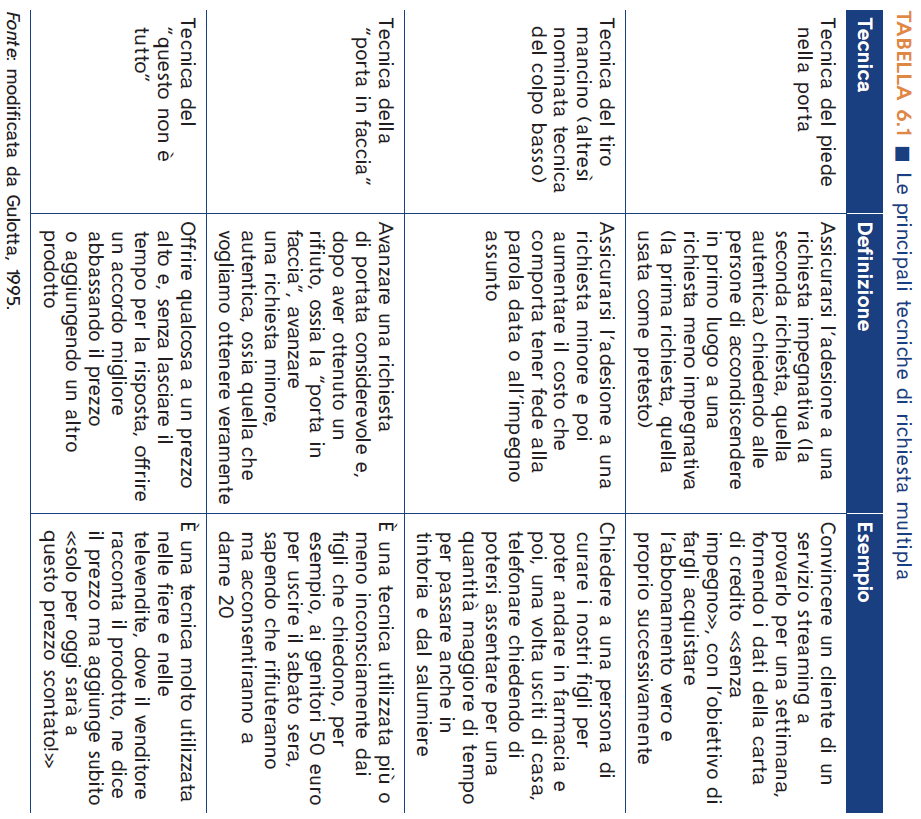 TABELLA 6.1 ■ Le principali tecniche di richiesta multipla
Tecnica
Definizione
Esempio
Tecnica del piede
nella porta
Assicurarsi l’adesione a una
richiesta impegnativa (la
seconda richiesta, quella
autentica) chiedendo alle
persone di accondiscendere
in primo luogo a una
richiesta meno impegnativa
(la prima richiesta, quella
usata come pretesto)
Convincere un cliente di un
servizio streaming a
provarlo per una settimana,
fornendo i dati della carta
di credito «senza
impegno», con l’obiettivo di
fargli acquistare
l’abbonamento vero e
proprio successivamente
Tecnica del tiro
mancino (altresì
nominata tecnica
del colpo basso)
Assicurarsi l’adesione a una
richiesta minore e poi
aumentare il costo che
comporta tener fede alla
parola data o all’impegno
assunto
Chiedere a una persona di
curare i nostri figli per
poter andare in farmacia e
poi, una volta usciti di casa,
telefonare chiedendo di
potersi assentare per una
quantità maggiore di tempo
per passare anche in
tintoria e dal salumiere
Tecnica della
“porta in faccia”
Avanzare una richiesta
di portata considerevole e,
dopo aver ottenuto un
rifiuto, ossia la “porta in
faccia”, avanzare
una richiesta minore,
autentica, ossia quella che
vogliamo ottenere veramente
È una tecnica utilizzata più o
meno inconsciamente dai
figli che chiedono, per
esempio, ai genitori 50 euro
per uscire il sabato sera,
sapendo che rifiuteranno
ma acconsentiranno a
darne 20
Tecnica del
“questo non è
tutto”
Offrire qualcosa a un prezzo
alto e, senza lasciare il
tempo per la risposta, offrire
un accordo migliore
abbassando il prezzo
o aggiungendo un altro
prodotto
È una tecnica molto utilizzata
nelle fiere e nelle
televendite, dove il venditore
racconta il prodotto, ne dice
il prezzo ma aggiunge subito
«solo per oggi sarà a
questo prezzo scontato!»
Fonte: modificata da Gulotta, 1995.